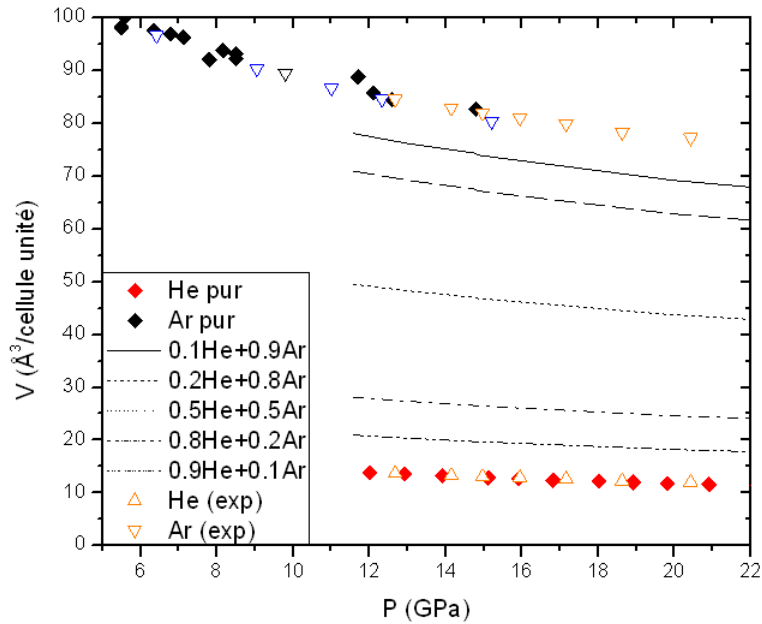 100
90
80
70
60
50
40
30
20
10
0
V (Å³/cellule unité)
He pur
Ar pur
0.1He+0.9Ar
0.2He+0.8Ar
0.5He+0.5Ar
0.8He+0.2Ar
0.9He+0.1Ar
He (exp)
Ar (exp)
6 8 10 12 14 16 18 20 22
P (GPa)